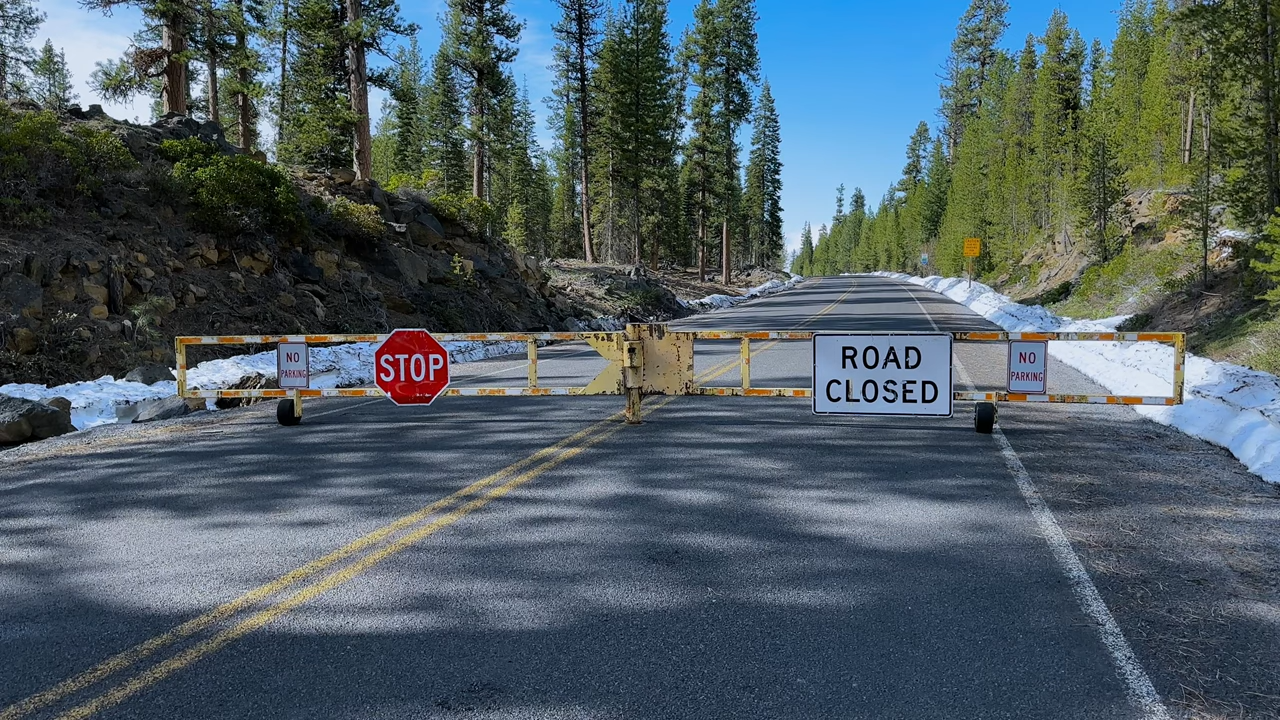 NO
PARKING
STOP
ROAD
CLOSED
NO
PARKING